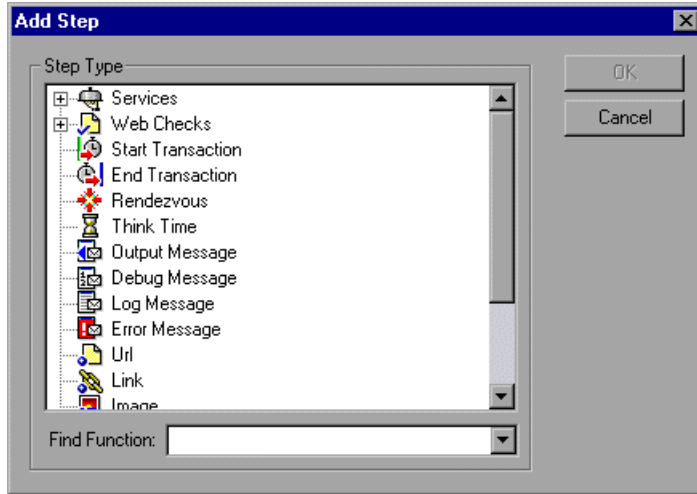 Add Step
Step Type
OK
Cancel
Services
Web Checks
Start Transaction
End Transaction
Rendezvous
Think Time
Output Message
Debug Message
Log Message
Error Message
Url
Link
Image
Find Function: